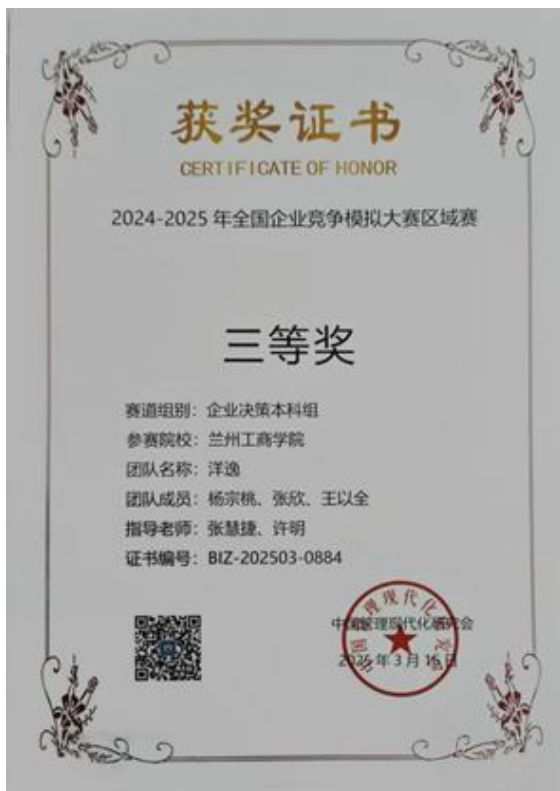 获奖证书
CERTIFICATE OF HONOR
2024-2025 年全国企业竞争模拟大赛区域赛
三等奖
赛道组别：企业决策本科组
参赛院校：兰州工商学院
团队名称：洋逸
团队成员：杨宗桃、张欣、王以全
指导老师：张慧捷、许明
证书编号：BIZ-202503-0884
中国管理现代化研究会
2025 年 3 月 15 日